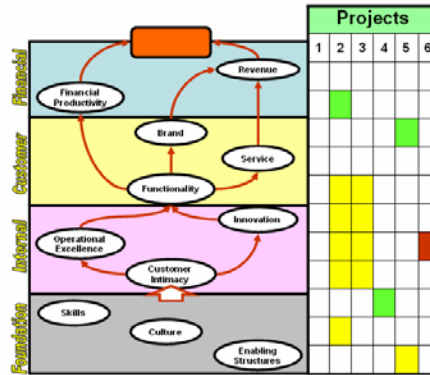 Projects
1 2 3 4 5 6
Financial
Revenue
Financial
Productivity
Customer
Brand
Service
Functionality
Internal
Innovation
Operational
Excellence
Customer
Intimacy
Foundation
Skills
Culture
Enabling
Structures